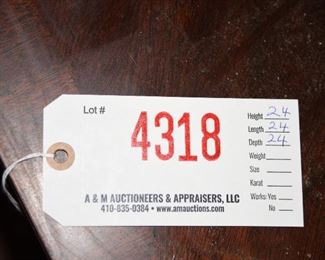 Lot #
4318
Height 24
Length 24
Depth 24
Weight
Size
Karat
Works: Yes
No
A & M AUCTIONEERS & APPRAISERS, LLC
410-835-0384 • www.amauctions.com